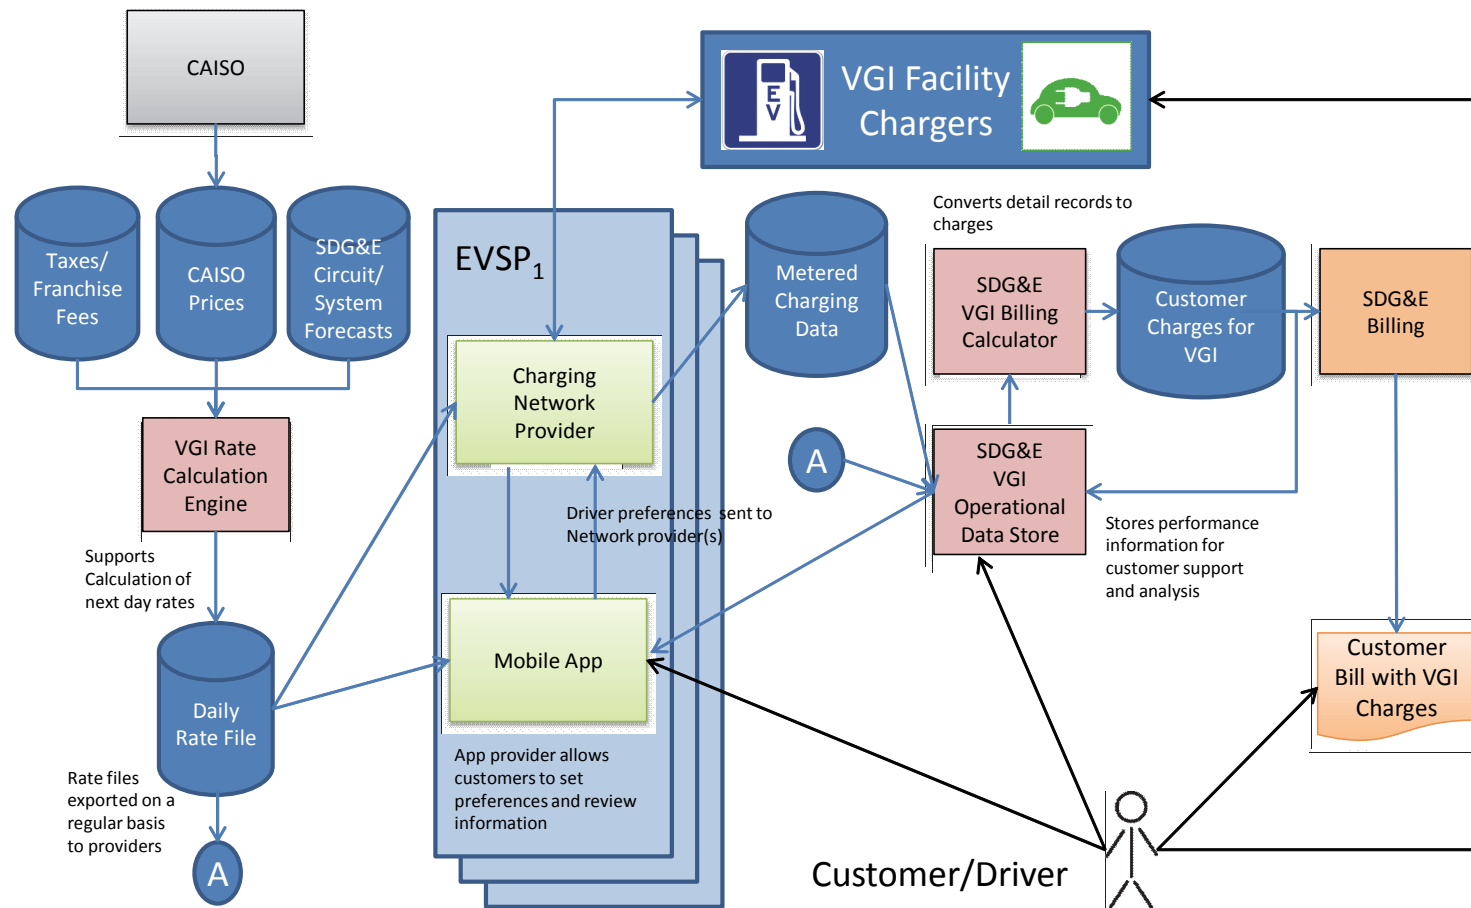 CAISO
E
V
VGI Facility
Chargers
Taxes/
Franchise
Fees
CAISO
Prices
SDG&E
Circuit/
System
Forecasts
EVSP1
Metered
Charging
Data
Converts detail records to
charges
SDG&E
VGI Billing
Calculator
Customer
Charges for
VGI
SDG&E
Billing
Charging
Network
Provider
VGI Rate
Calculation
Engine
A
SDG&E
VGI
Operational
Data Store
Driver preferences sent to
Network provider(s)
Stores performance
information for
customer support
and analysis
Supports
Calculation of
next day rates
Mobile App
Customer
Bill with VGI
Charges
Daily
Rate File
App provider allows
customers to set
preferences and review
information
Rate files
exported on a
regular basis
to providers
A
Customer/Driver